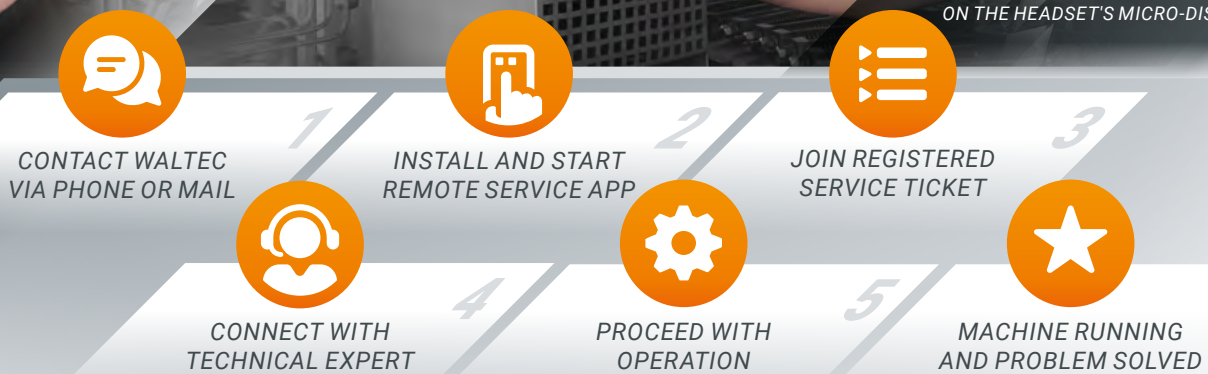 ON THE HEADSET'S MICRO-DIS
1
2
3
CONTACT WALTEC
VIA PHONE OR MAIL
INSTALL AND START
REMOTE SERVICE APP
JOIN REGISTERED
SERVICE TICKET
4
5
CONNECT WITH
TECHNICAL EXPERT
PROCEED WITH
OPERATION
MACHINE RUNNING
AND PROBLEM SOLVED